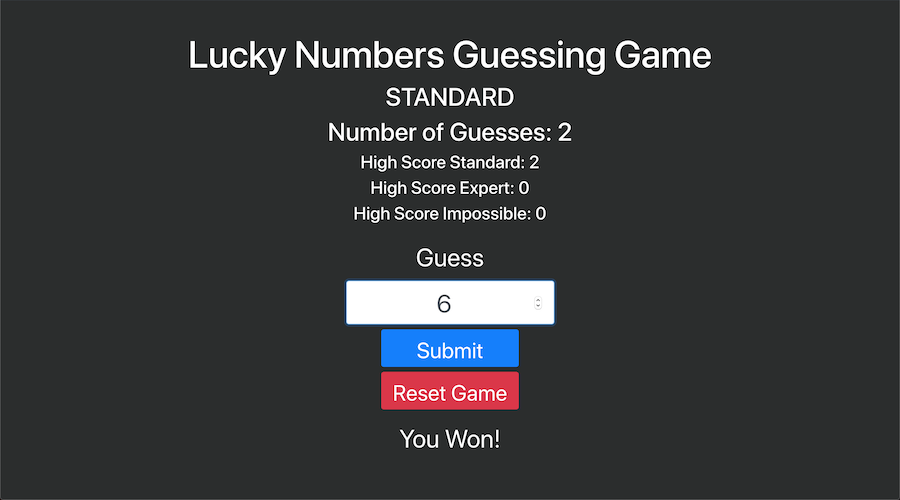 Lucky Numbers Guessing Game
STANDARD
Number of Guesses: 2
High Score Standard: 2
High Score Expert: 0
High Score Impossible: 0
Guess
6
Submit
Reset Game
You Won!